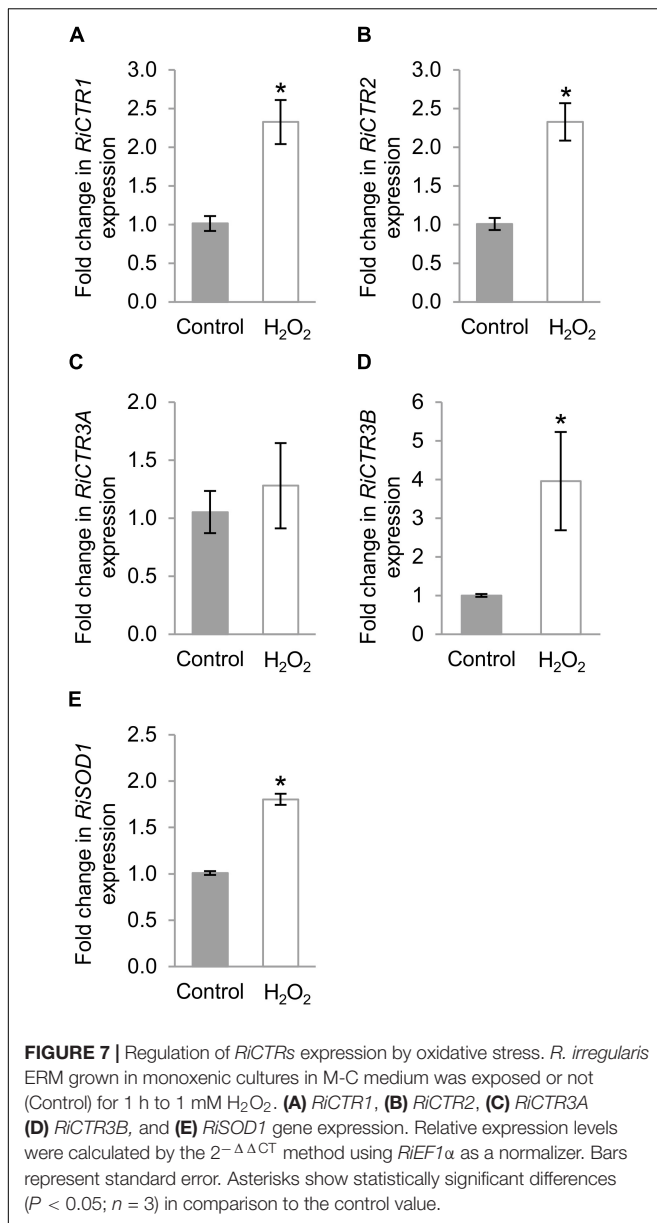 A
Fold change in RiCTR1
expression
3.0
2.5
2.0
1.5
1.0
0.5
0.0
*
Control H₂O₂
B
Fold change in RiCTR2
expression
3.0
2.5
2.0
1.5
1.0
0.5
0.0
*
Control H₂O₂
C
Fold change in RiCTR3A
expression
2.0
1.5
1.0
0.5
0.0
Control H₂O₂
D
Fold change in RiCTR3B
expression
6
5
4
3
2
1
0
*
Control H₂O₂
E
Fold change in RiSOD1
expression
2.5
2.0
1.5
1.0
0.5
0.0
*
Control H₂O₂
FIGURE 7 | Regulation of RiCTRs expression by oxidative stress. R. irregularis
ERM grown in monoxenic cultures in M-C medium was exposed or not
(Control) for 1 h to 1 mM H₂O₂. (A) RiCTR1, (B) RiCTR2, (C) RiCTR3A
(D) RiCTR3B, and (E) RiSOD1 gene expression. Relative expression levels
were calculated by the 2⁻ΔΔCT method using RiEF1α as a normalizer. Bars
represent standard error. Asterisks show statistically significant differences
(P < 0.05; n = 3) in comparison to the control value.